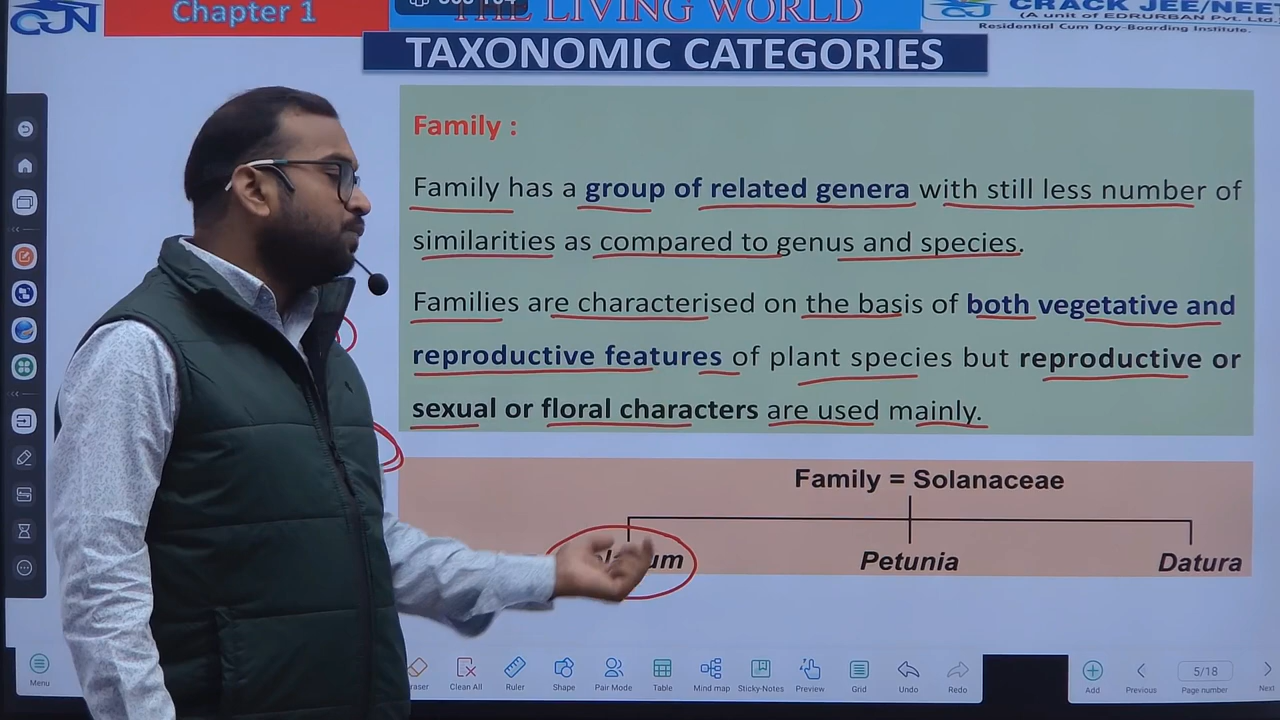 Chapter 1
THE LIVING WORLD
CRACK JEE/NEET
(A unit of EDRURBAN Pvt. Ltd.
Residential Cum Day-Boarding Institute.
TAXONOMIC CATEGORIES
Family :
Family has a group of related genera with still less number of
similarities as compared to genus and species.
Families are characterised on the basis of both vegetative and
reproductive features of plant species but reproductive or
sexual or floral characters are used mainly.
Family = Solanaceae
Petunia
Datura
Menu
Clean All
Ruler
Shape
Pair Mode
Table
Mind map
Sticky-Notes
Preview
Grid
Undo
Redo
Add
Previous
5/18
Page number
Next